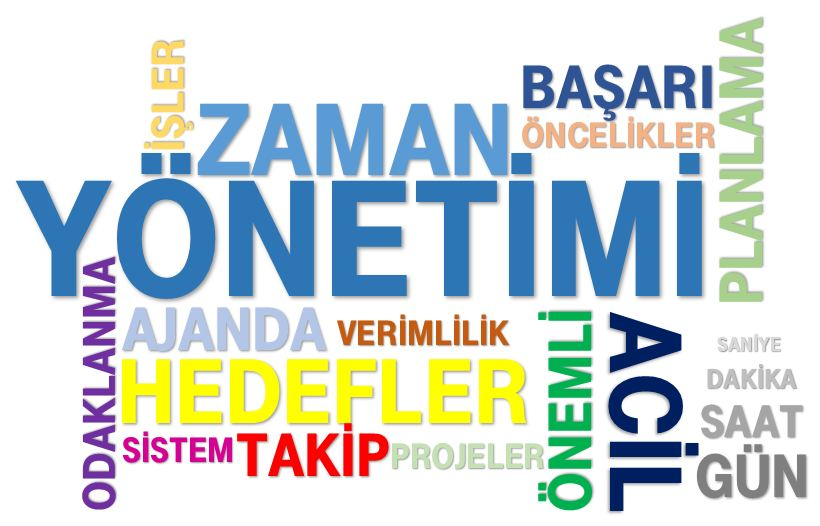 İŞLER
ZAMAN
BAŞARI
ÖNCELİKLER
PLANLAMA
YÖNETİMİ
ODAKLANMA
AJANDA
VERİMLİLİK
HEDEFLER
SİSTEM
TAKİP
PROJELER
ÖNEMLİ
ACİL
SANİYE
DAKİKA
SAAT
GÜN